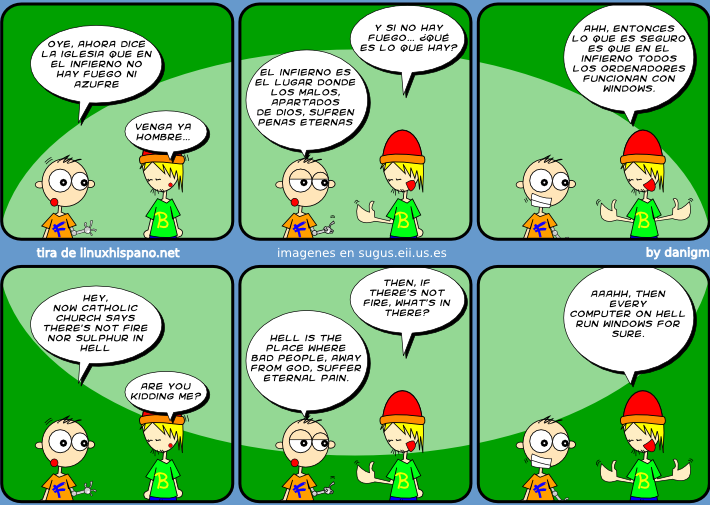 OYE, AHORA DICE
LA IGLESIA QUE EN
EL INFIERNO NO
HAY FUEGO NI
AZUFRE
VENGA YA
HOMBRE...
EL INFIERNO ES
EL LUGAR DONDE
LOS MALOS,
APARTADOS
DE DIOS, SUFREN
PENAS ETERNAS
Y SI NO HAY
FUEGO... ¿QUÉ
ES LO QUE HAY?
AHH, ENTONCES
LO QUE ES SEGURO
ES QUE EN EL
INFIERNO TODOS
LOS ORDENADORES
FUNCIONAN CON
WINDOWS.
B
B
B
tira de linuxhispano.net
imagenes en sugus.eii.us.es
by danigm
HEY,
NOW CATHOLIC
CHURCH SAYS
THERE'S NOT FIRE
NOR SULPHUR IN
HELL
ARE YOU
KIDDING ME?
HELL IS THE
PLACE WHERE
BAD PEOPLE, AWAY
FROM GOD, SUFFER
ETERNAL PAIN.
THEN, IF
THERE'S NOT
FIRE, WHAT'S IN
THERE?
AAAHH, THEN
EVERY
COMPUTER ON HELL
RUN WINDOWS FOR
SURE.
B
B
B